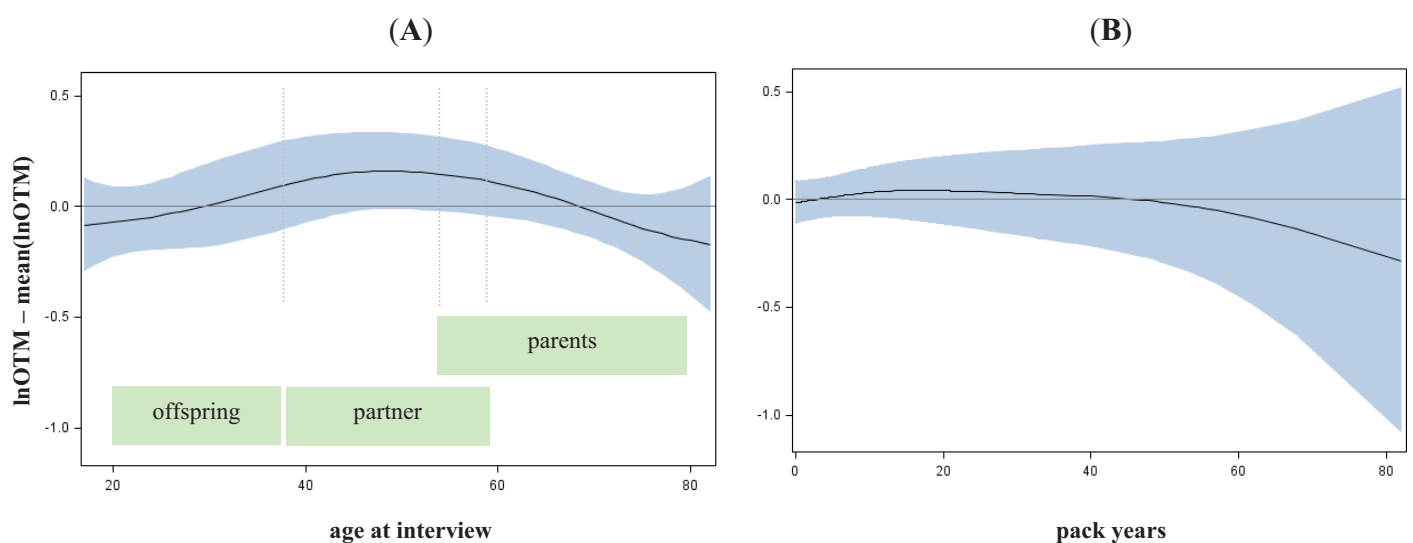 (A)
lnOTM – mean(lnOTM)
0.5
0.0
-0.5
-1.0
parents
offspring
partner
20
40
60
80
age at interview
(B)
0.5
0.0
-0.5
-1.0
0
20
40
60
80
pack years